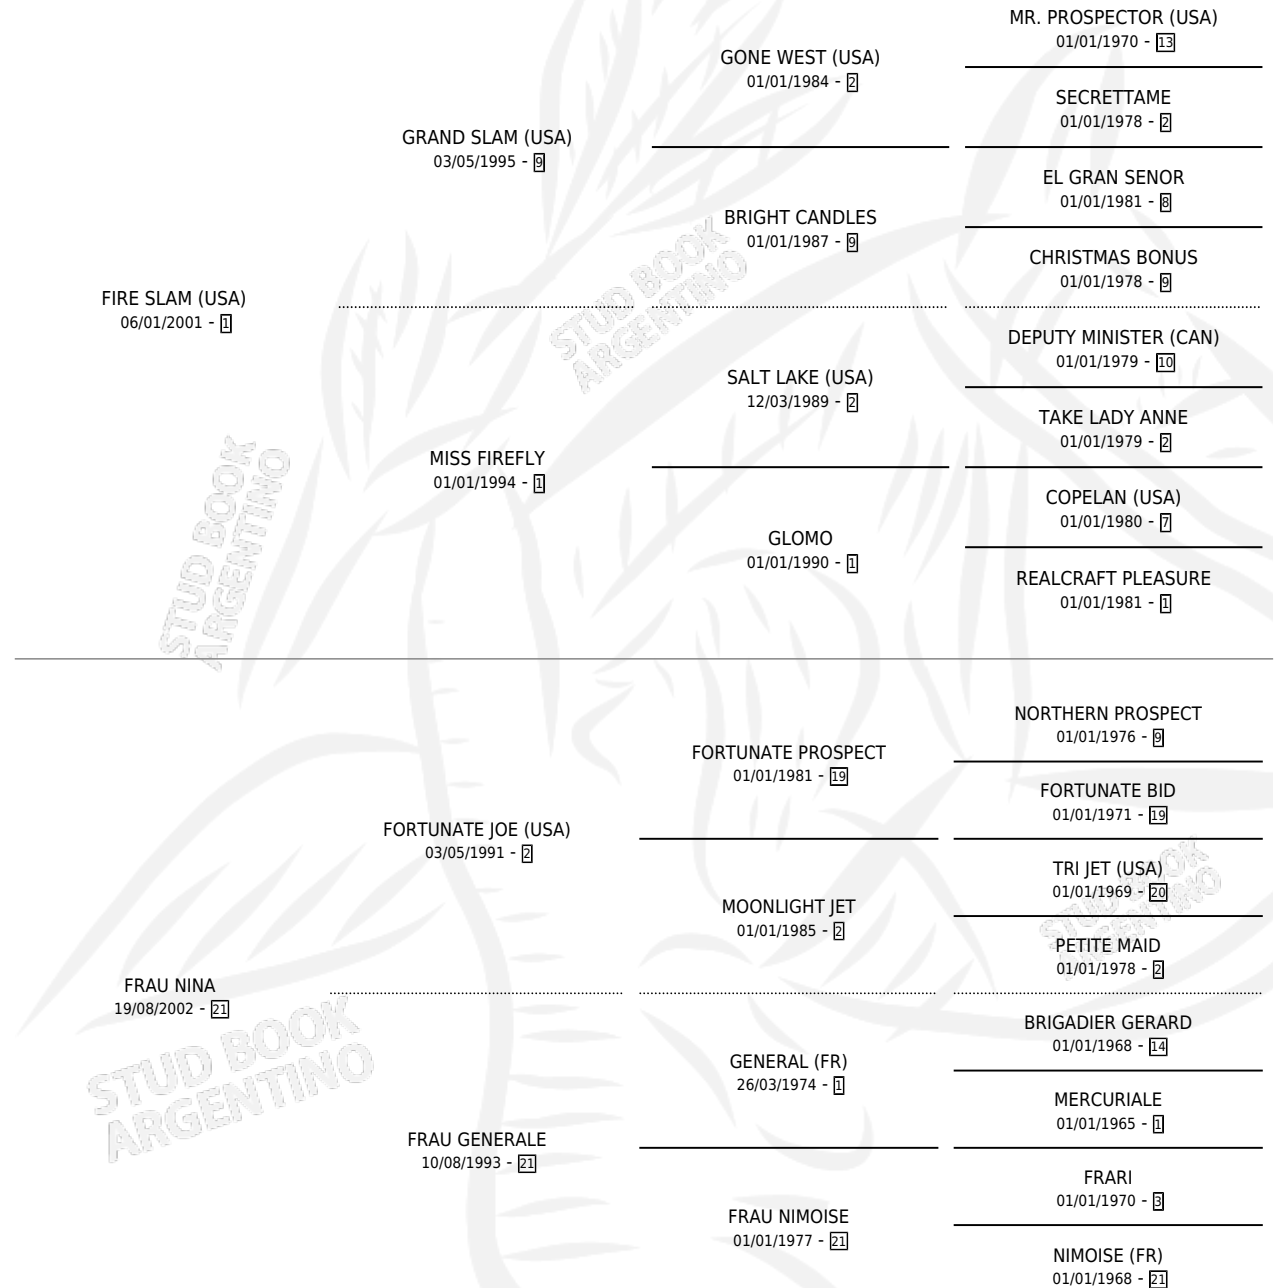 MR. PROSPECTOR (USA)
01/01/1970 - 13
GONE WEST (USA)
01/01/1984 - 2
SECRETTAME
01/01/1978 - 2
GRAND SLAM (USA)
03/05/1995 - 9
EL GRAN SENOR
01/01/1981 - 8
BRIGHT CANDLES
01/01/1987 - 9
CHRISTMAS BONUS
01/01/1978 - 9
FIRE SLAM (USA)
06/01/2001 - 1
STUD BOOK
ARGENTINO
DEPUTY MINISTER (CAN)
01/01/1979 - 10
SALT LAKE (USA)
12/03/1989 - 2
TAKE LADY ANNE
01/01/1979 - 2
MISS FIREFLY
01/01/1994 - 1
COPELAN (USA)
01/01/1980 - 7
GLOMO
01/01/1990 - 1
REALCRAFT PLEASURE
01/01/1981 - 1
STUD BOOK
ARGENTINO
NORTHERN PROSPECT
01/01/1976 - 9
FORTUNATE PROSPECT
01/01/1981 - 19
FORTUNATE BID
01/01/1971 - 19
FORTUNATE JOE (USA)
03/05/1991 - 2
TRI JET (USA)
01/01/1969 - 20
MOONLIGHT JET
01/01/1985 - 2
PETITE MAID
01/01/1978 - 2
STUD BOOK
ARGENTINO
FRAU NINA
19/08/2002 - 21
BRIGADIER GERARD
01/01/1968 - 14
GENERAL (FR)
26/03/1974 - 1
MERCURIALE
01/01/1965 - 1
FRAU GENERALE
10/08/1993 - 21
FRARI
01/01/1970 - 3
FRAU NIMOISE
01/01/1977 - 21
NIMOISE (FR)
01/01/1968 - 21
STUD BOOK
ARGENTINO